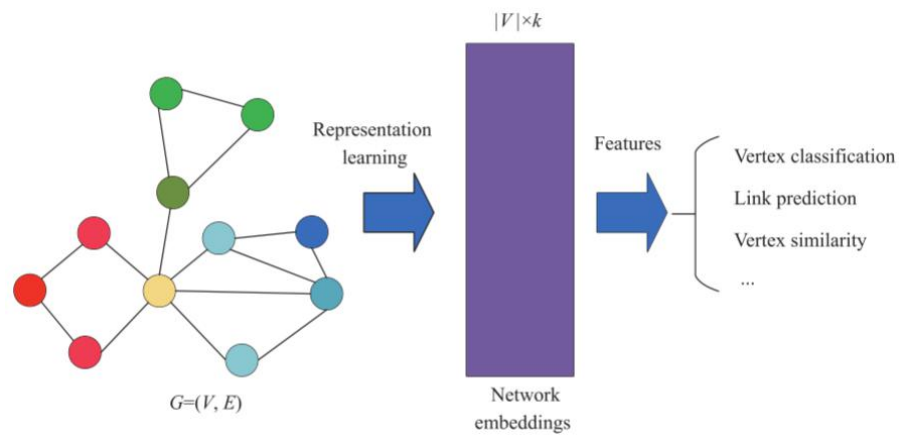 |V|×k
Representation
learning
Features
Vertex classification
Link prediction
Vertex similarity
...
G=(V, E)
Network
embeddings